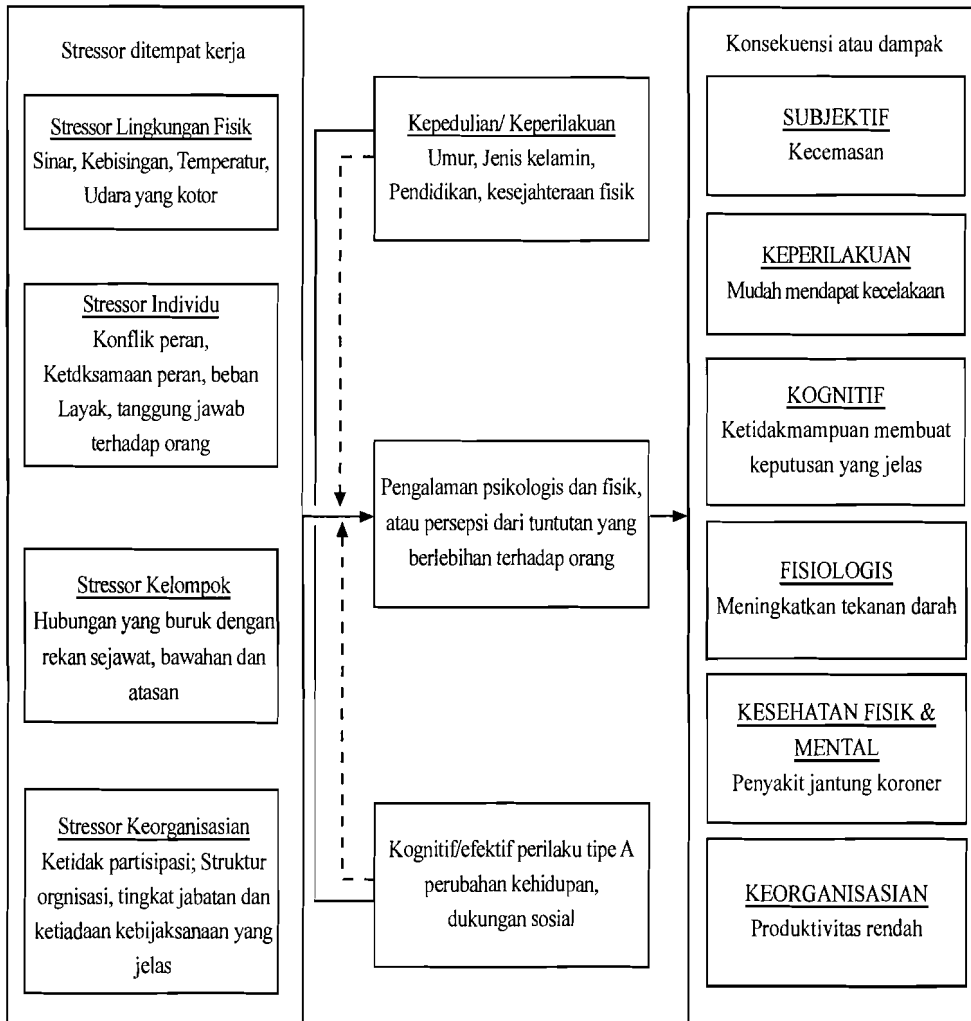 Stressor ditempat kerja
Stressor Lingkungan Fisik
Sinar, Kebisingan, Temperatur,
Udara yang kotor
Stressor Individu
Konflik peran,
Ketdksamaan peran, beban
Layak, tanggung jawab
terhadap orang
Stressor Kelompok
Hubungan yang buruk dengan
rekan sejawat, bawahan dan
atasan
Stressor Keorganisasian
Ketidak partisipasi; Struktur
orgnisasi, tingkat jabatan dan
ketiadaan kebijaksanaan yang
jelas
Kepedulian/ Keperilakuan
Umur, Jenis kelamin,
Pendidikan, kesejahteraan fisik
Pengalaman psikologis dan fisik,
atau persepsi dari tuntutan yang
berlebihan terhadap orang
Kognitif/efektif perilaku tipe A
perubahan kehidupan,
dukungan sosial
Konsekuensi atau dampak
SUBJEKTIF
Kecemasan
KEPERILAKUAN
Mudah mendapat kecelakaan
KOGNITIF
Ketidakmampuan membuat
keputusan yang jelas
FISIOLOGIS
Meningkatkan tekanan darah
KESEHATAN FISIK &
MENTAL
Penyakit jantung koroner
KEORGANISASIAN
Produktivitas rendah